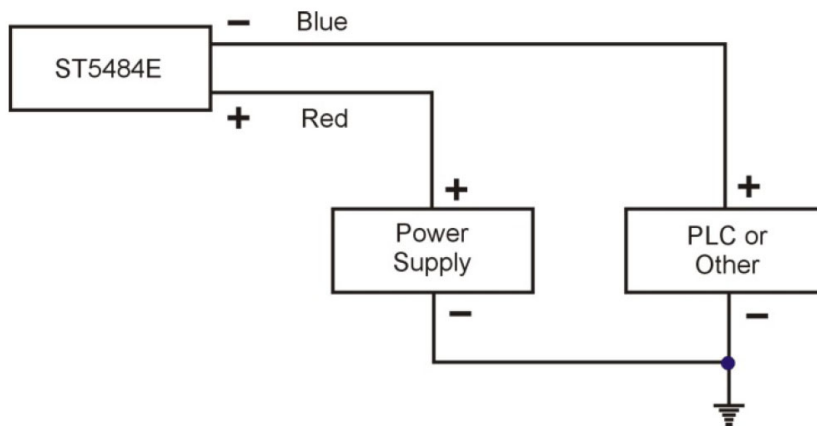 − Blue
ST5484E
+ Red
+
+
Power
Supply
PLC or
Other
−
−